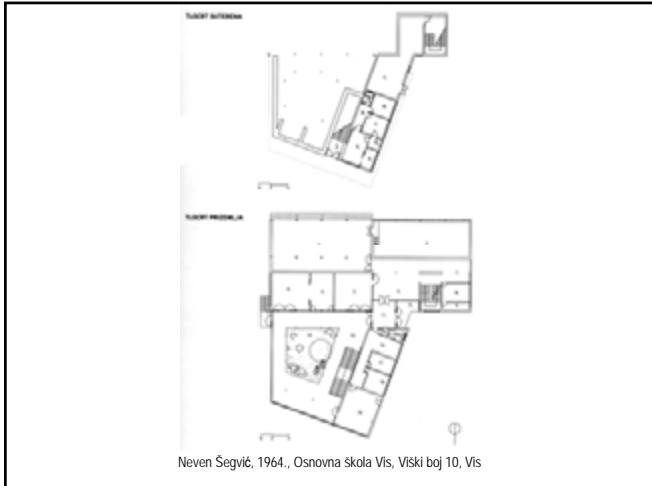 TLOCRT SUTERENA
TLOCRT PRIZEMLJA
Neven Šegvić, 1964., Osnovna škola Vis, Viški boj 10, Vis